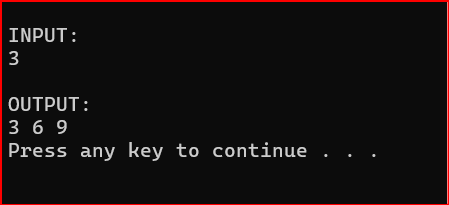 INPUT:
3
OUTPUT:
3 6 9
Press any key to continue . . .